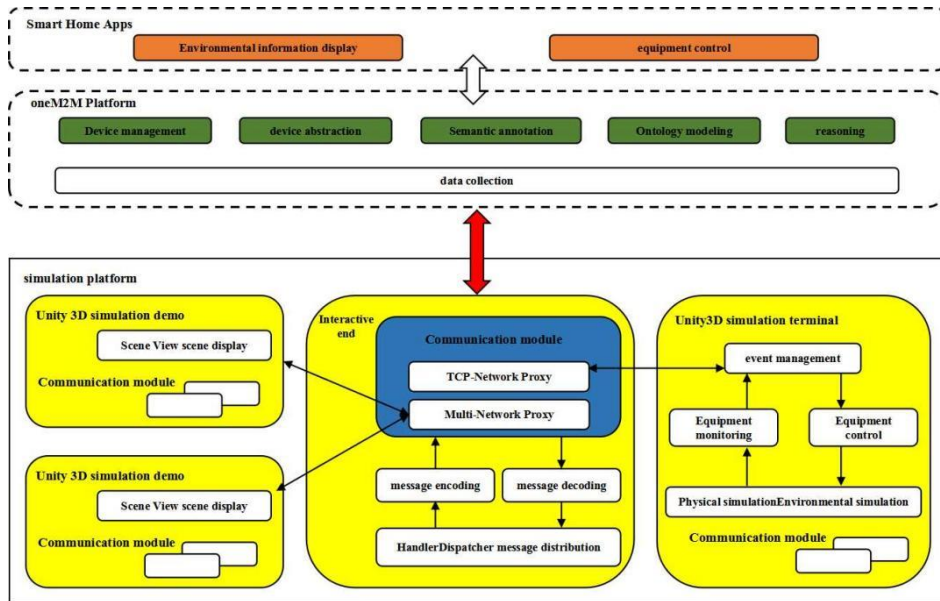 Smart Home Apps
Environmental information display
equipment control
oneM2M Platform
Device management
device abstraction
Semantic annotation
Ontology modeling
reasoning
data collection
simulation platform
Unity 3D simulation demo
Scene View scene display
Communication module
Unity 3D simulation demo
Scene View scene display
Communication module
Interactive
end
Communication module
TCP-Network Proxy
Multi-Network Proxy
message encoding
message decoding
HandlerDispatcher message distribution
Unity3D simulation terminal
event management
Equipment
monitoring
Equipment
control
Physical simulationEnvironmental simulation
Communication module